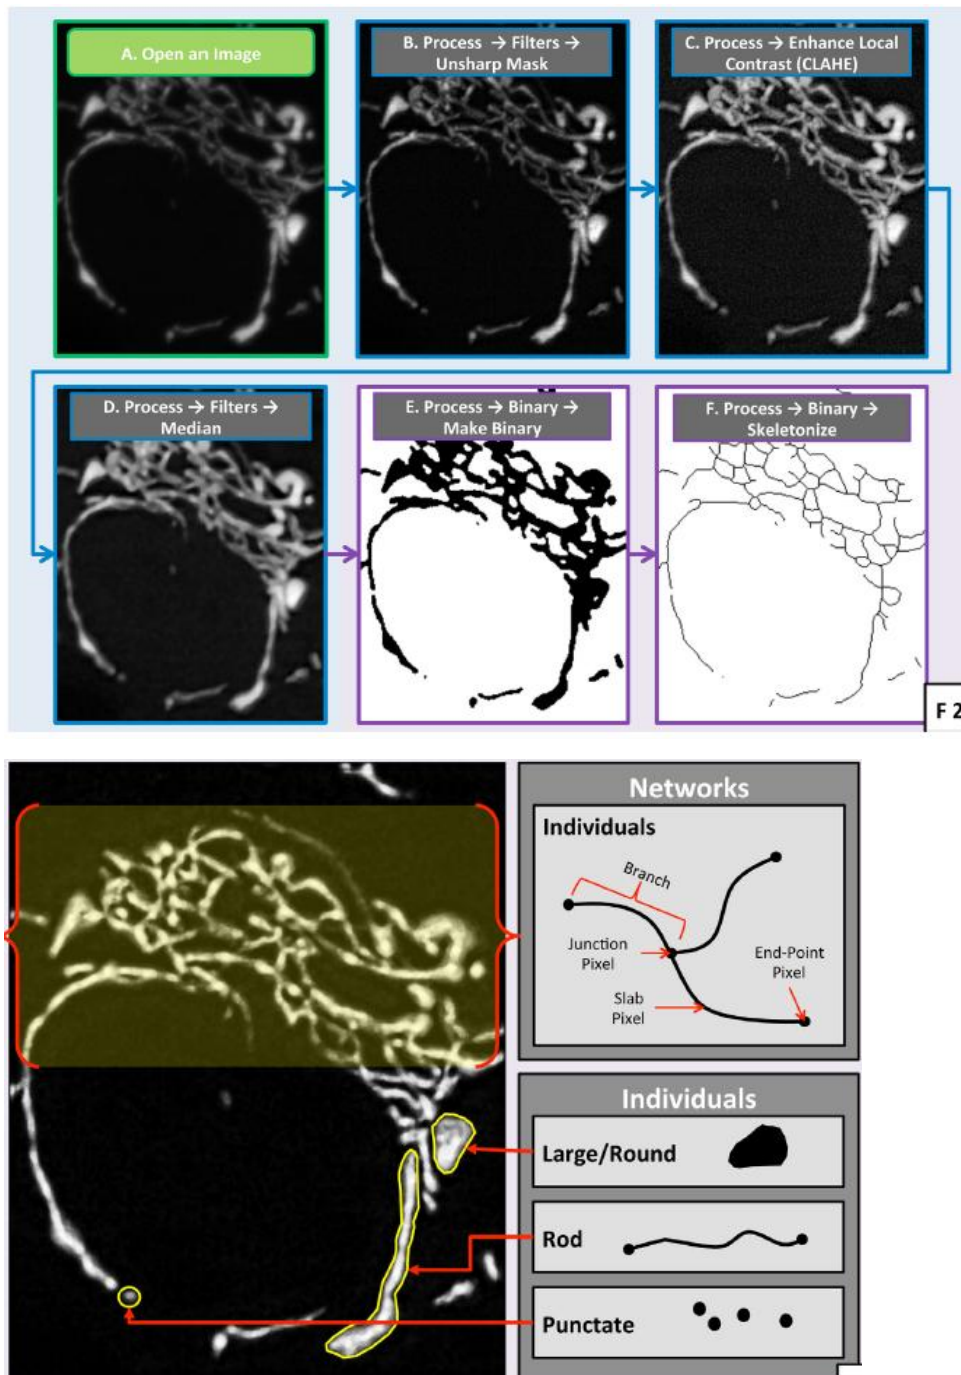 A. Open an Image
B. Process → Filters →
Unsharp Mask
C. Process → Enhance Local
Contrast (CLAHE)
D. Process → Filters →
Median
E. Process → Binary →
Make Binary
F. Process → Binary →
Skeletonize
F 2
Networks
Individuals
Branch
Junction
Pixel
End-Point
Pixel
Slab
Pixel
Individuals
Large/Round
Rod
Punctate